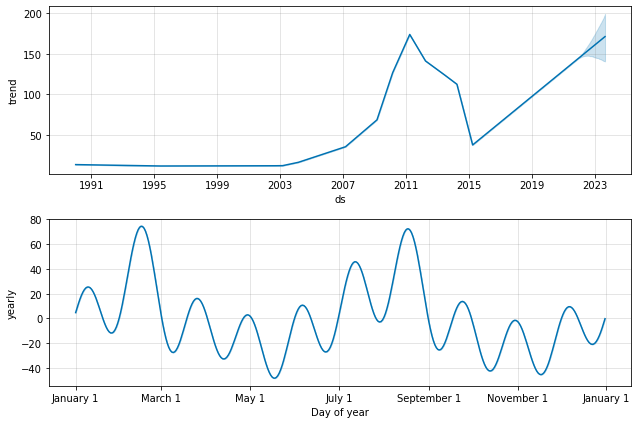 200
150
100
50
trend
1991 1995 1999 2003 2007 2011 2015 2019 2023
ds
80
60
40
20
0
−20
−40
yearly
January 1 March 1 May 1 July 1 September 1 November 1 January 1
Day of year